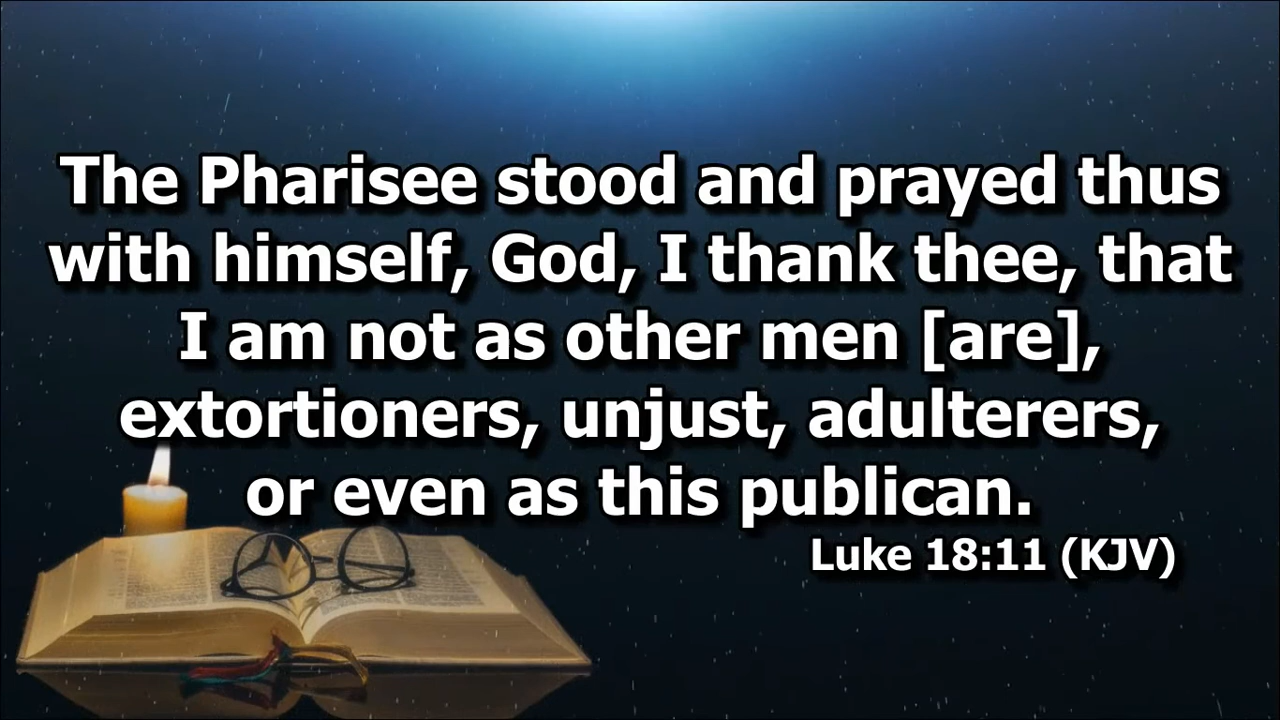 The Pharisee stood and prayed thus
with himself, God, I thank thee, that
I am not as other men [are],
extortioners, unjust, adulterers,
or even as this publican.
Luke 18:11 (KJV)